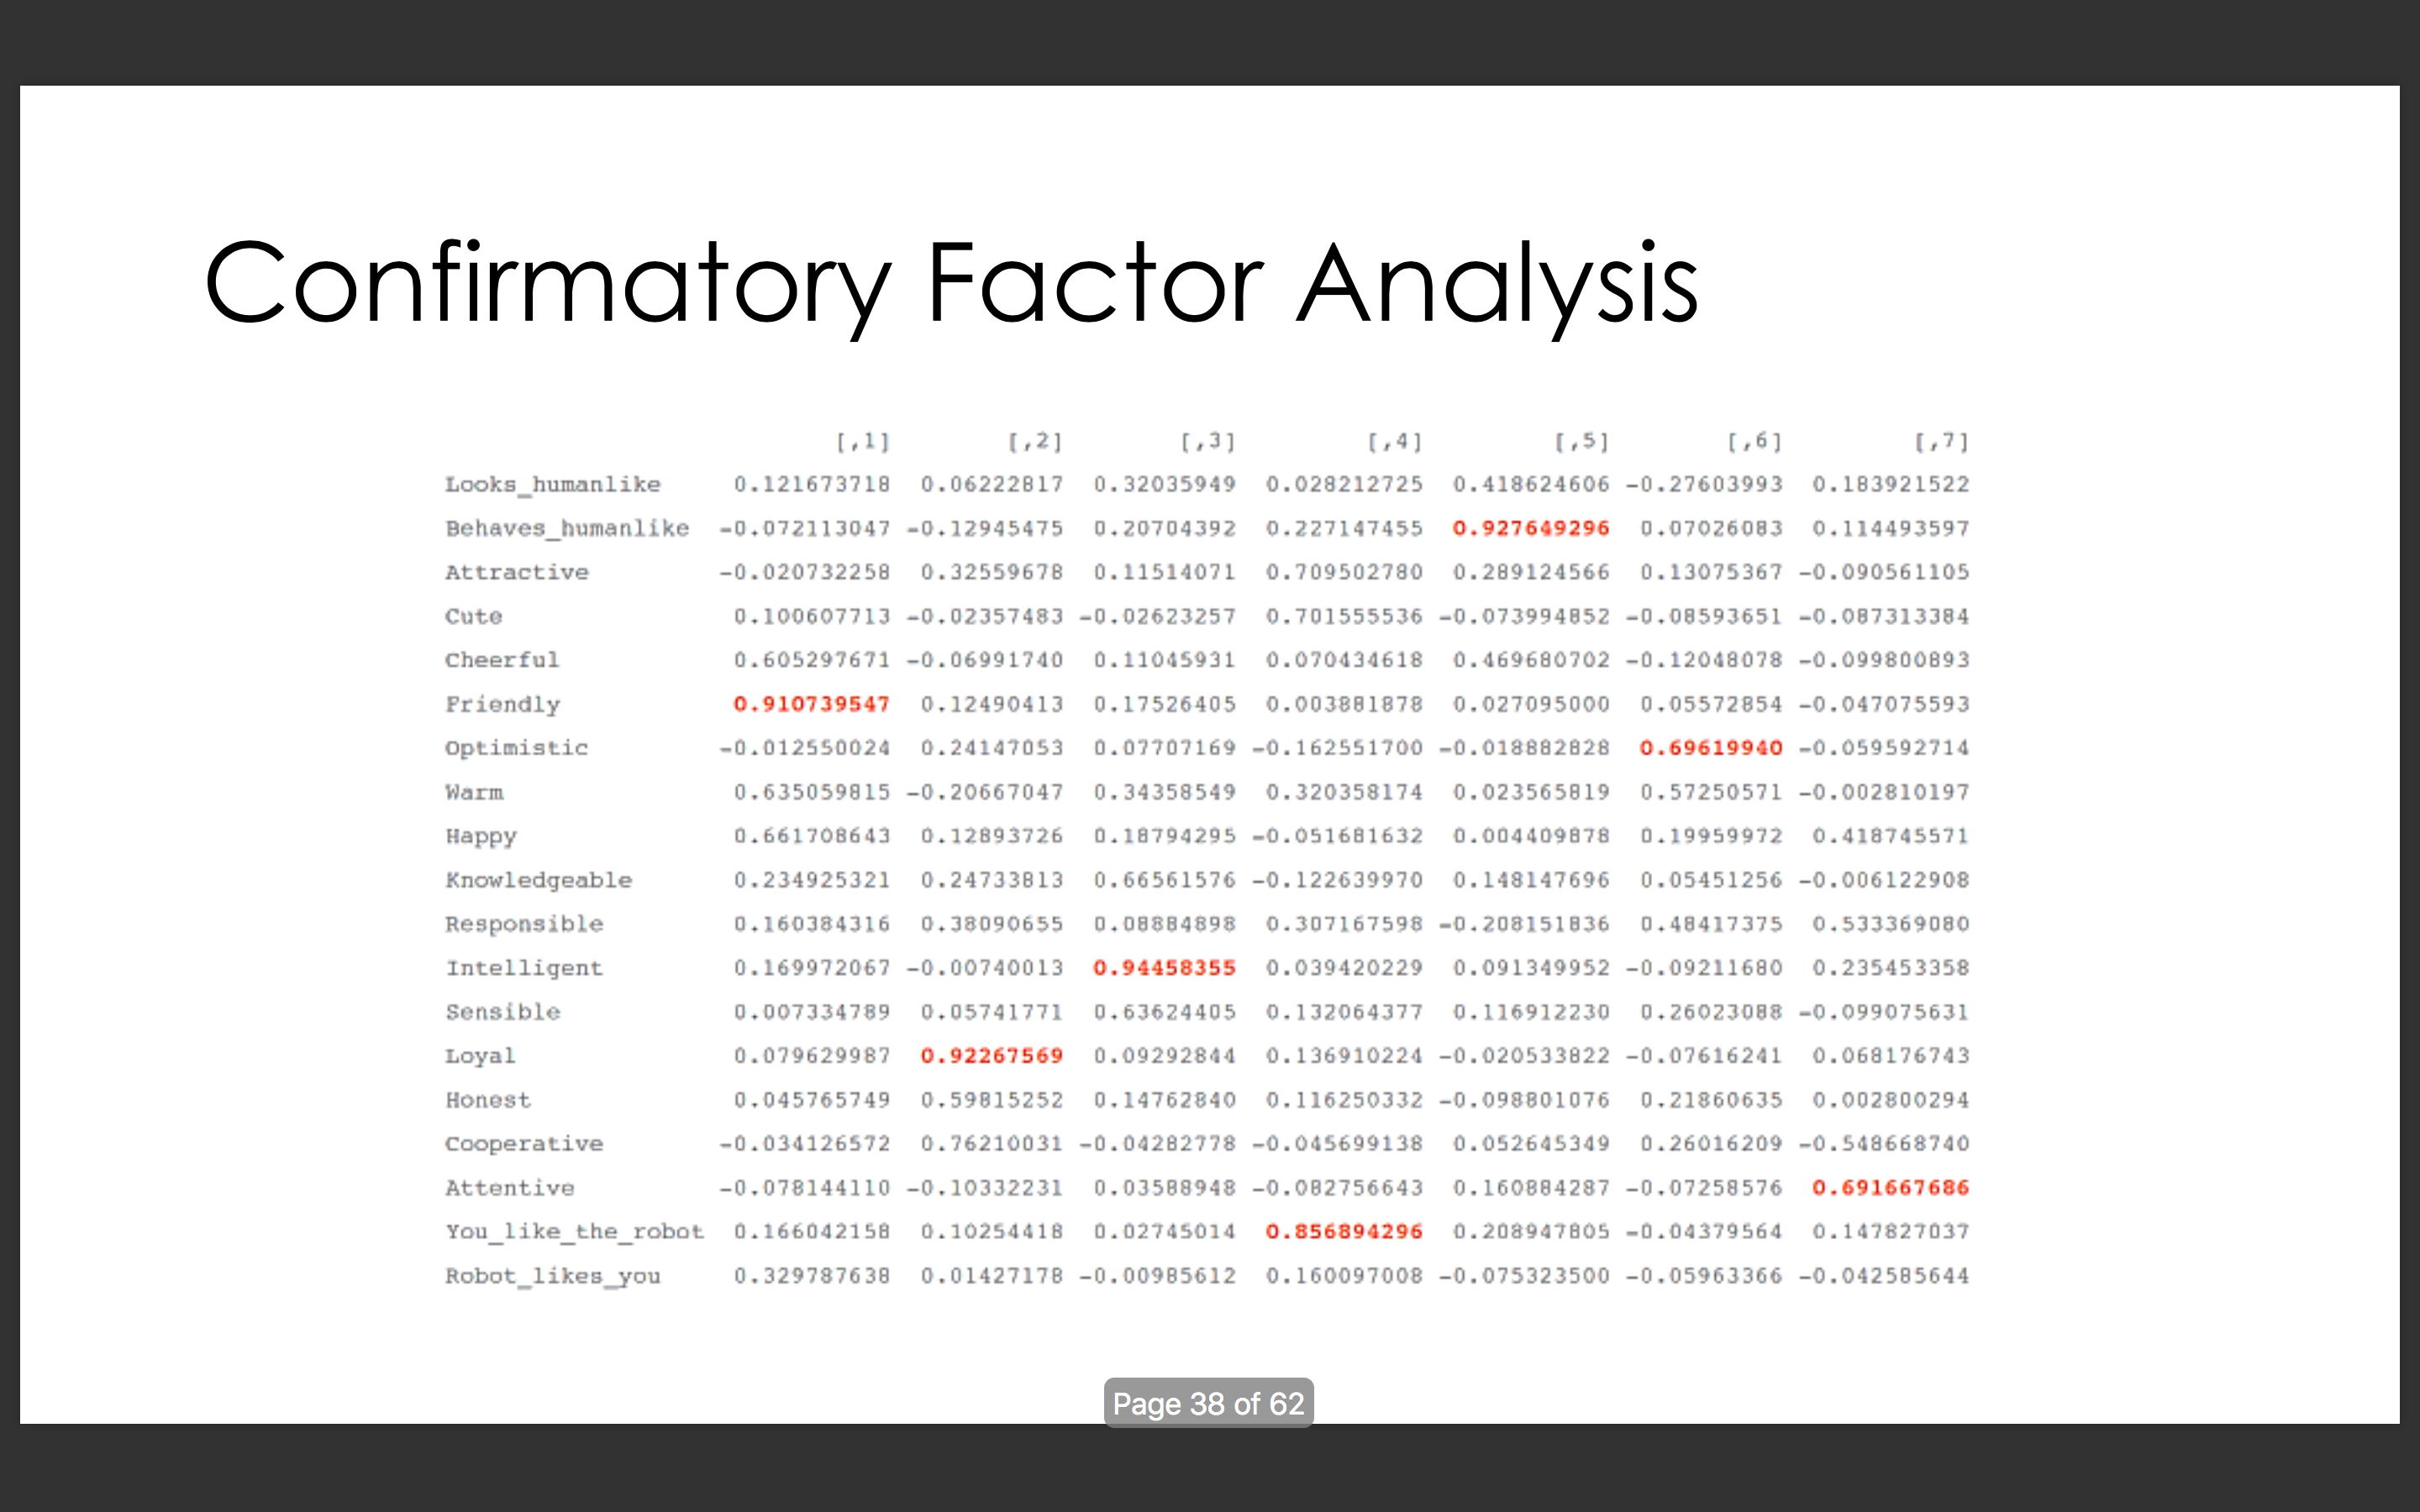 Confirmatory Factor Analysis
[,1] [,2] [,3] [,4] [,5] [,6] [,7]
Looks_humanlike 0.121673718 0.06222817 0.32035949 0.028212725 0.418624606 -0.27603993 0.183921522
Behaves_humanlike -0.072113047 -0.12945475 0.20704392 0.227147455 0.927649296 0.07026083 0.114493597
Attractive -0.020732258 0.32559678 0.11514071 0.709502780 0.289124566 0.13075367 -0.090561105
Cute 0.100607713 -0.02357483 -0.02623257 0.701555536 -0.073994852 -0.08593651 -0.087313384
Cheerful 0.605297671 -0.06991740 0.11045931 0.070434618 0.469680702 -0.12048078 -0.099800893
Friendly 0.910739547 0.12490413 0.17526405 0.003881878 0.027095000 0.05572854 -0.047075593
Optimistic -0.012550024 0.24147053 0.07707169 -0.162551700 -0.018882828 0.69619940 -0.059592714
Warm 0.635059815 -0.20667047 0.34358549 0.320358174 0.023565819 0.57250571 -0.002810197
Happy 0.661708643 0.12893726 0.18794295 -0.051681632 0.004409878 0.19959972 0.418745571
Knowledgeable 0.234925321 0.24733813 0.66561576 -0.122639970 0.148147696 0.05451256 -0.006122908
Responsible 0.160384316 0.38090655 0.08884898 0.307167598 -0.208151836 0.48417375 0.533369080
Intelligent 0.169972067 -0.00740013 0.94458355 0.039420229 0.091349952 -0.09211680 0.235453358
Sensible 0.007334789 0.05741771 0.63624405 0.132064377 0.116912230 0.26023088 -0.099075631
Loyal 0.079629987 0.92267569 0.09292844 0.136910224 -0.020533822 -0.07616241 0.068176743
Honest 0.045765749 0.59815252 0.14762840 0.116250332 -0.098801076 0.21860635 0.002800294
Cooperative -0.034126572 0.76210031 -0.04282778 -0.045699138 0.052645349 0.26016209 -0.548668740
Attentive -0.078144110 -0.10332231 0.03588948 -0.082756643 0.160884287 -0.07258576 0.691667686
You_like_the_robot 0.166042158 0.10254418 0.02745014 0.856894296 0.208947805 -0.04379564 0.147827037
Robot_likes_you 0.329787638 0.01427178 -0.00985612 0.160097008 -0.075323500 -0.05963366 -0.042585644
Page 38 of 62